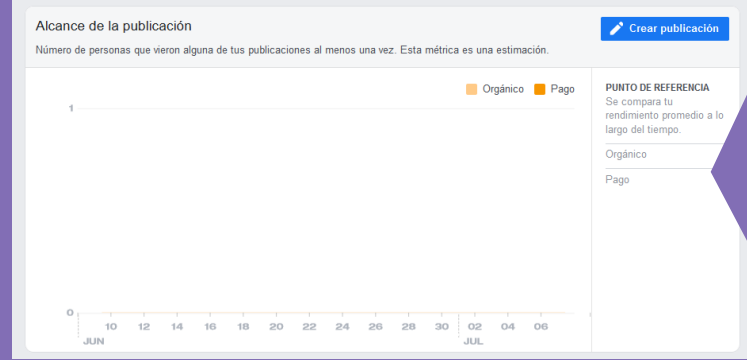 Alcance de la publicación
Crear publicación
Número de personas que vieron alguna de tus publicaciones al menos una vez. Esta métrica es una estimación.
Orgánico Pago
PUNTO DE REFERENCIA
Se compara tu
rendimiento promedio a lo
largo del tiempo.
Orgánico
Pago
1
0
10 12 14 16 18 20 22 24 26 28 30 02 04 06
JUN JUL